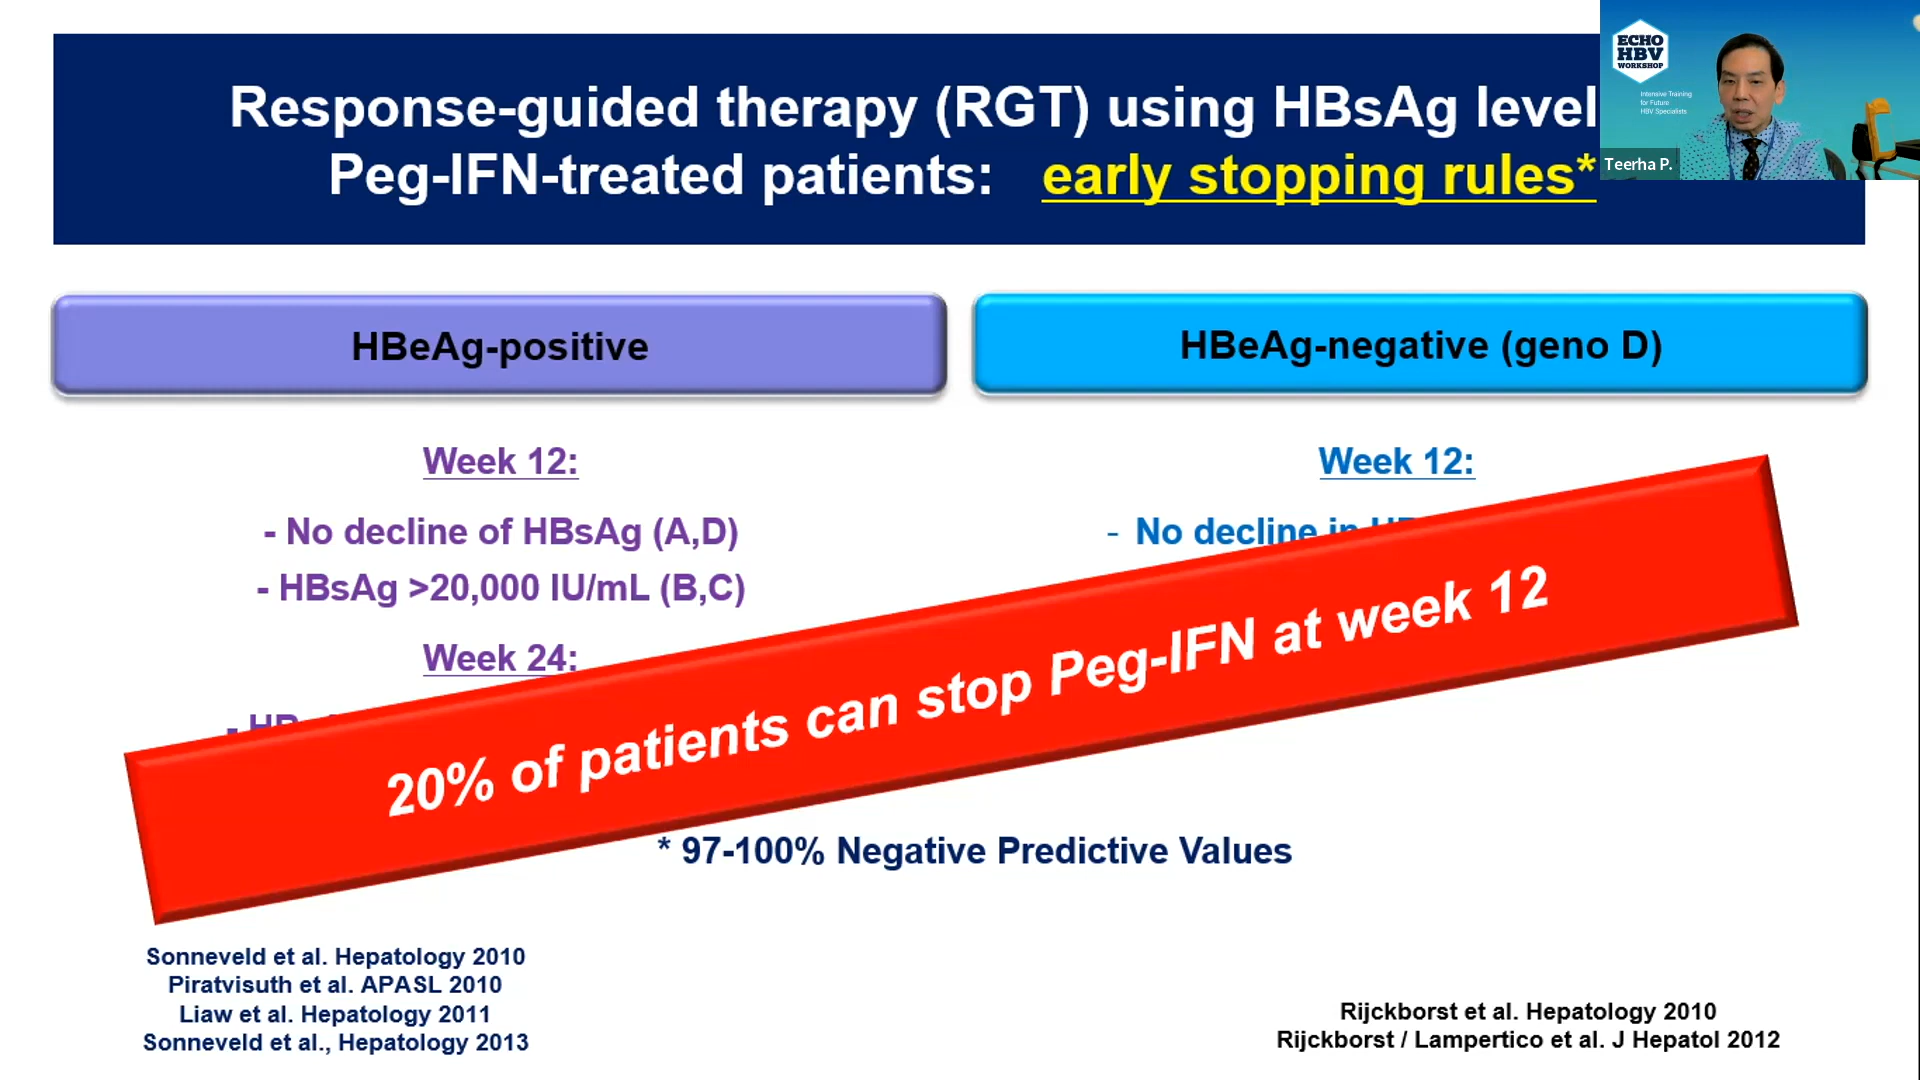 Response-guided therapy (RGT) using HBsAg level
Peg-IFN-treated patients: early stopping rules*
ECHO
HBV
WORKSHOP
Intensive Training
for Future
HBV Specialists
Teerha P.
HBeAg-positive
HBeAg-negative (geno D)
Week 12:
- No decline of HBsAg (A,D)
- HBsAg >20,000 IU/mL (B,C)
Week 24:
Week 12:
- No decline in
20% of patients can stop Peg-IFN at week 12
* 97-100% Negative Predictive Values
Sonneveld et al. Hepatology 2010
Piratvisuth et al. APASL 2010
Liaw et al. Hepatology 2011
Sonneveld et al., Hepatology 2013
Rijckborst et al. Hepatology 2010
Rijckborst / Lampertico et al. J Hepatol 2012